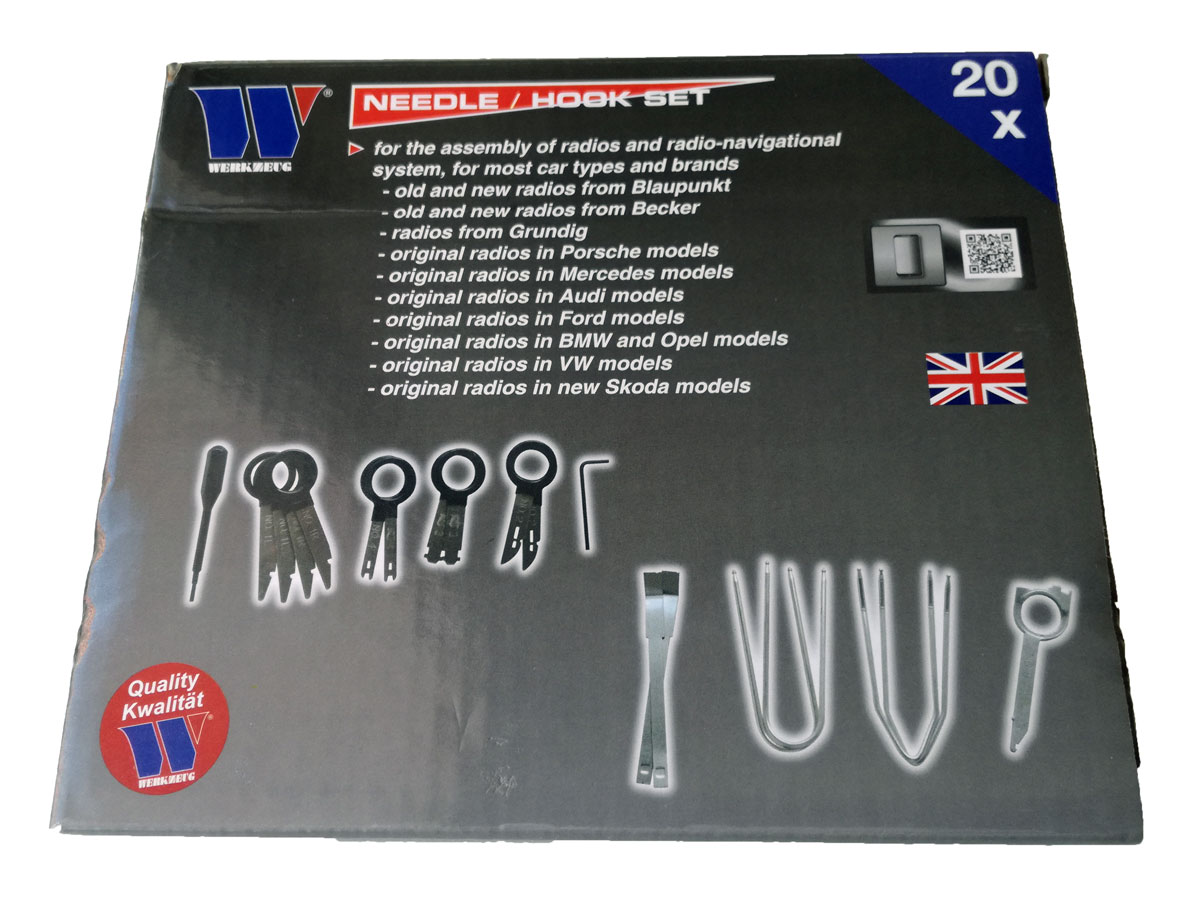 WERKZEUG
®
NEEDLE / HOOK SET
20
x
for the assembly of radios and radio-navigational
system, for most car types and brands
- old and new radios from Blaupunkt
- old and new radios from Becker
- radios from Grundig
- original radios in Porsche models
- original radios in Mercedes models
- original radios in Audi models
- original radios in Ford models
- original radios in BMW and Opel models
- original radios in VW models
- original radios in new Skoda models
Quality
Kwalität
®
WERKZEUG